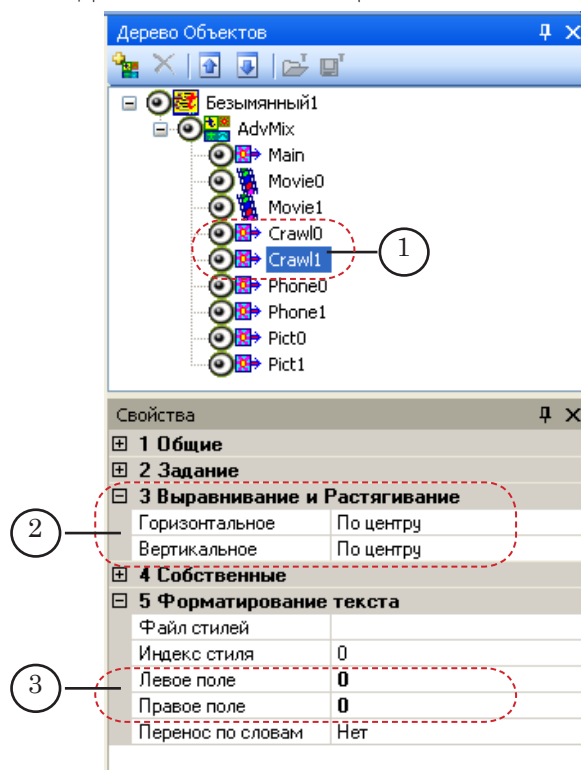 Дерево Объектов
Безымянный1
AdvMix
Main
Movie0
Movie1
Crawl0
Crawl1
1
Phone0
Phone1
Pict0
Pict1
Свойства
1 Общие
2 Задание
3 Выравнивание и Растягивание
2
Горизонтальное По центру
Вертикальное По центру
4 Собственные
5 Форматирование текста
Файл стилей
Индекс стиля 0
3
Левое поле 0
Правое поле 0
Перенос по словам Нет